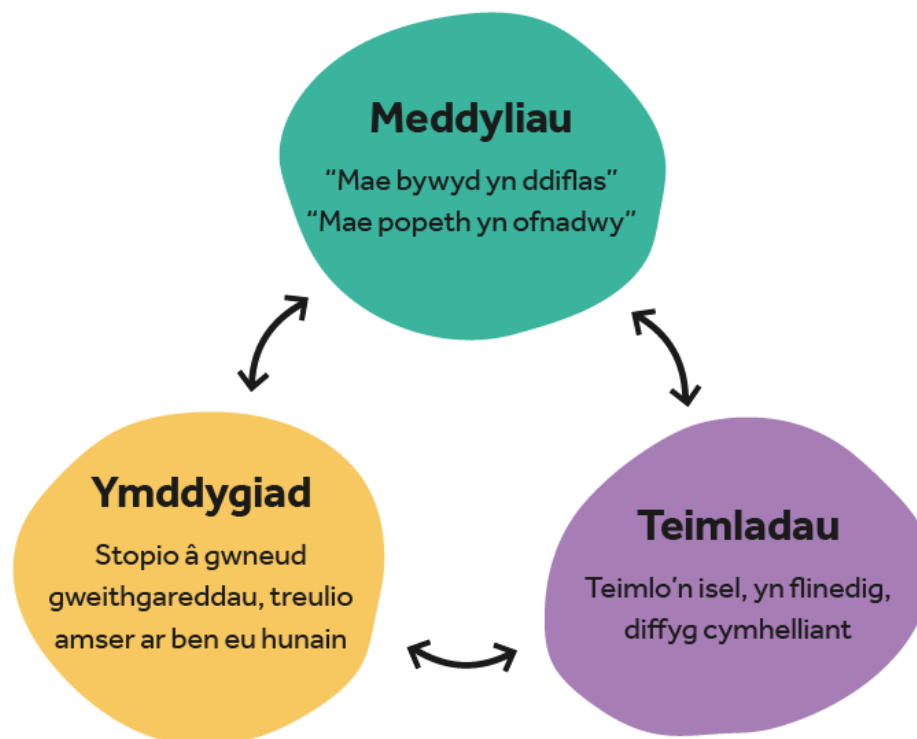 Meddyliau
“Mae bywyd yn ddiflas”
“Mae popeth yn ofnadwy”
Ymddygiad
Stopio â gwneud
gweithgareddau, treulio
amser ar ben eu hunain
Teimladau
Teimlo’n isel, yn flinedig,
diffyg cymhelliant